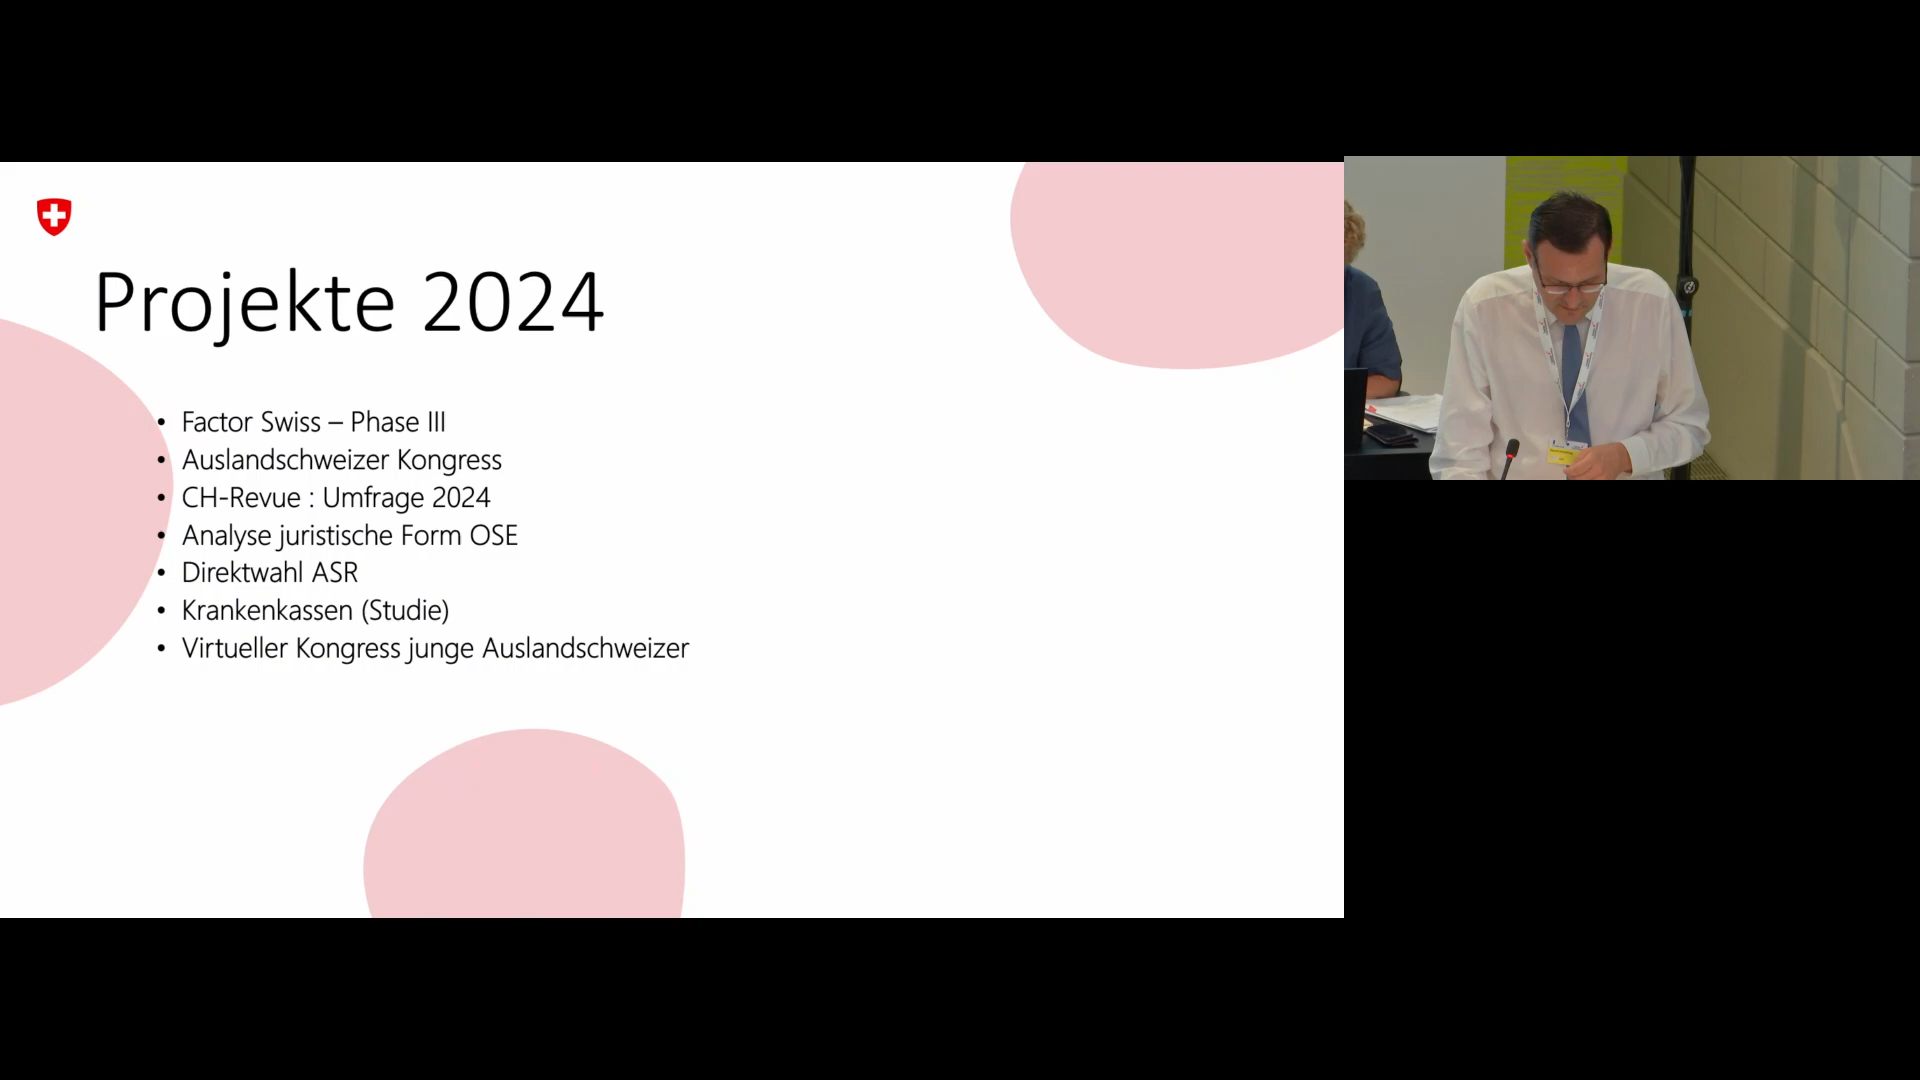 Projekte 2024
• Factor Swiss – Phase III
• Auslandschweizer Kongress
• CH-Revue : Umfrage 2024
• Analyse juristische Form OSE
• Direktwahl ASR
• Krankenkassen (Studie)
• Virtueller Kongress junge Auslandschweizer